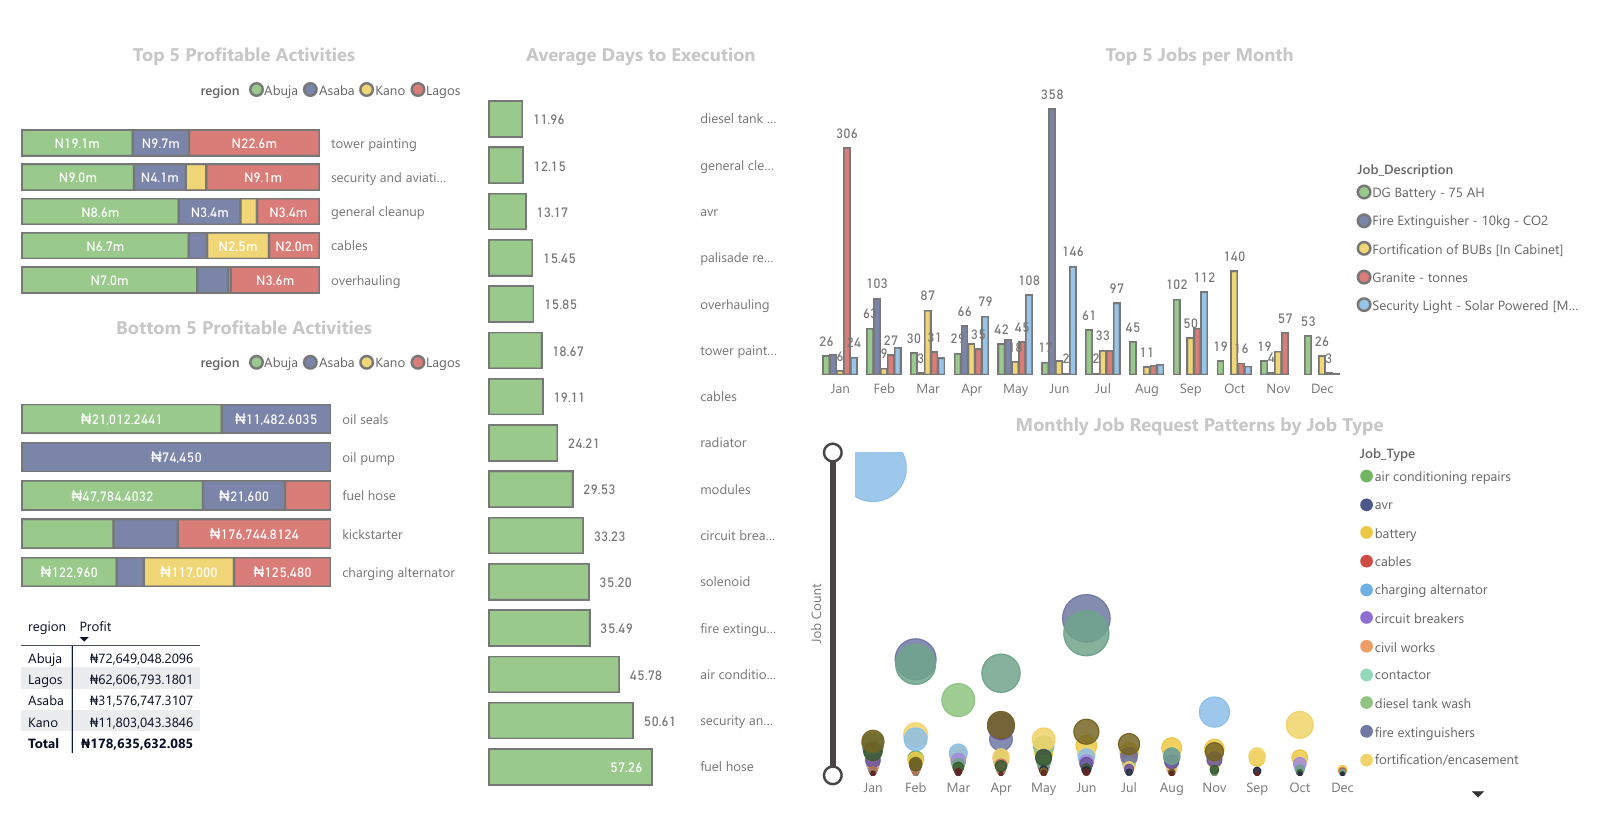 Top 5 Profitable Activities
region Abuja Asaba Kano Lagos
N19.1m N9.7m N22.6m tower painting
N9.0m N4.1m N9.1m security and aviati...
N8.6m N3.4m N3.4m general cleanup
N6.7m N2.5m N2.0m cables
N7.0m N3.6m overhauling
Bottom 5 Profitable Activities
region Abuja Asaba Kano Lagos
₦21,012.2441 ₦11,482.6035 oil seals
₦74,450 oil pump
₦47,784.4032 ₦21,600 fuel hose
₦176,744.8124 kickstarter
₦122,960 ₦117,000 ₦125,480 charging alternator
region Profit
Abuja ₦72,649,048.2096
Lagos ₦62,606,793.1801
Asaba ₦31,576,747.3107
Kano ₦11,803,043.3846
Total ₦178,635,632.085
Average Days to Execution
11.96 diesel tank ...
12.15 general cle...
13.17 avr
15.45 palisade re...
15.85 overhauling
18.67 tower paint...
19.11 cables
24.21 radiator
29.53 modules
33.23 circuit brea...
35.20 solenoid
35.49 fire extingu...
45.78 air conditio...
50.61 security an...
57.26 fuel hose
Top 5 Jobs per Month
26 6 306 24
63 103 9 27
30 3 87 31
29 66 35 79
42 18 45 108
17 358 2 146
61 2 33 97
45 11
102 50 112
19 140 16
19 4 57
53 26 3
Jan Feb Mar Apr May Jun Jul Aug Sep Oct Nov Dec
Job_Description
DG Battery - 75 AH
Fire Extinguisher - 10kg - CO2
Fortification of BUBs [In Cabinet]
Granite - tonnes
Security Light - Solar Powered [M...
Monthly Job Request Patterns by Job Type
Job Count
Jan Feb Mar Apr May Jun Jul Aug Nov Sep Oct Dec
Job_Type
air conditioning repairs
avr
battery
cables
charging alternator
circuit breakers
civil works
contactor
diesel tank wash
fire extinguishers
fortification/encasement